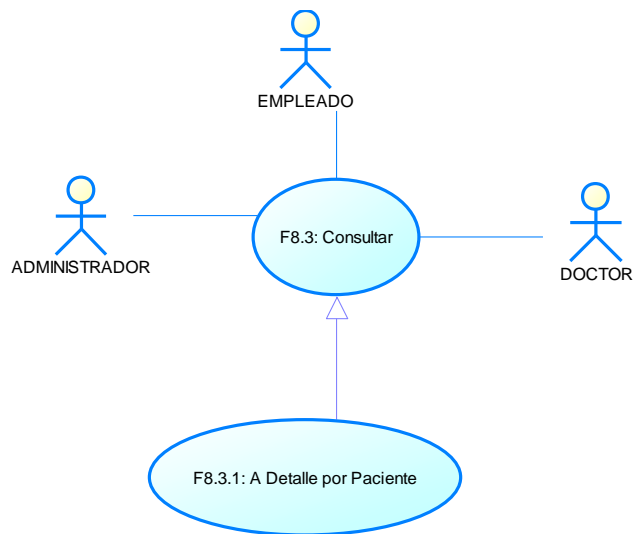 EMPLEADO
F8.3: Consultar
ADMINISTRADOR
DOCTOR
F8.3.1: A Detalle por Paciente